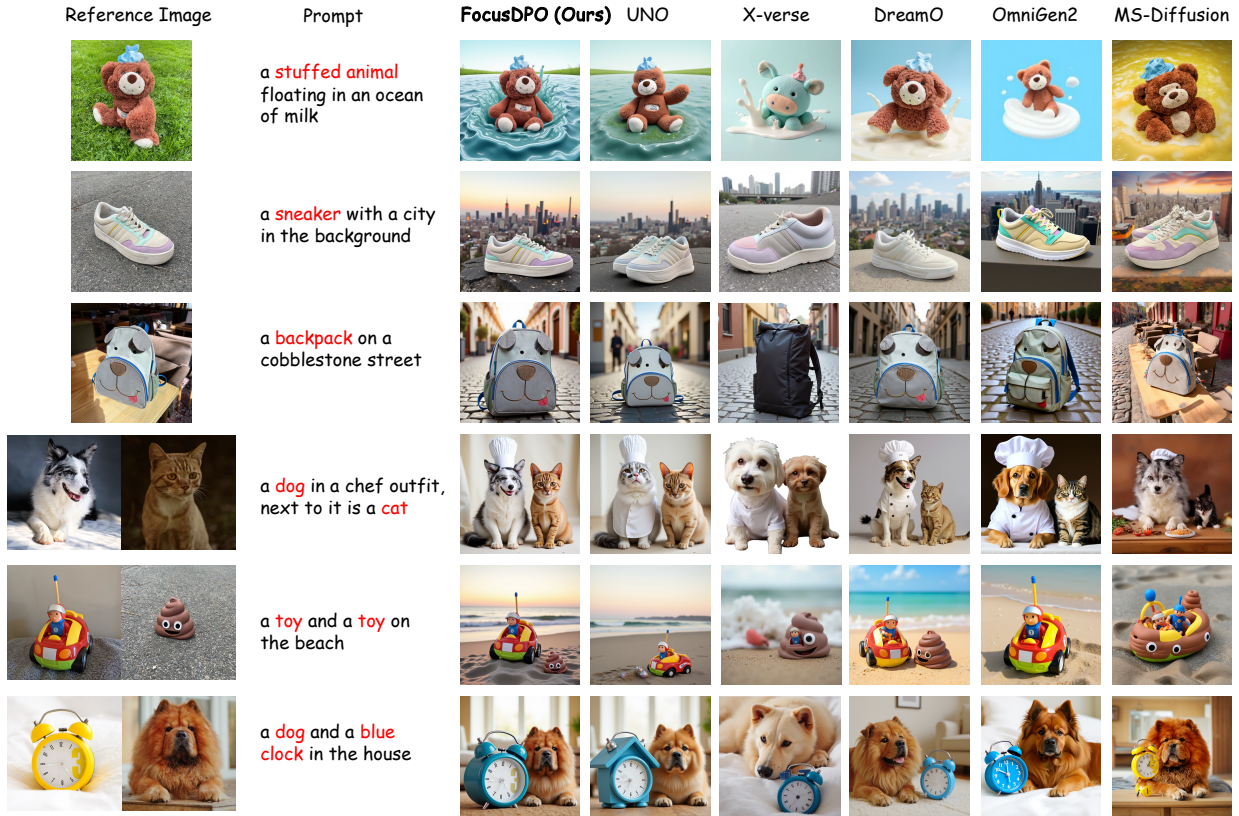 Reference Image
Prompt
FocusDPO (Ours)
UNO
X-verse
DreamO
OmniGen2
MS-Diffusion
a stuffed animal
floating in an ocean
of milk
a sneaker with a city
in the background
a backpack on a
cobblestone street
a dog in a chef outfit,
next to it is a cat
a toy and a toy on
the beach
a dog and a blue
clock in the house